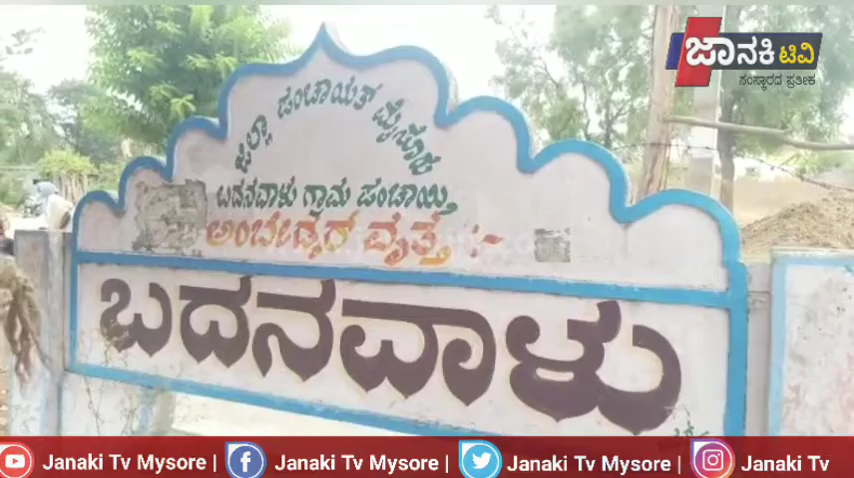 ಜಾನಕಿ ಟಿವಿ
ಸಂಸ್ಕಾರದ ಪ್ರತೀಕ
ಜಿಲ್ಲಾ ಪಂಚಾಯತ್ ಮೈಸೂರು
ಬದನವಾಳು ಗ್ರಾಮ ಪಂಚಾಯ್ತಿ
ಅಂಬೇಡ್ಕರ್ ವೃತ್ತ :-
ಬದನವಾಳು
Janaki Tv Mysore | Janaki Tv Mysore | Janaki Tv Mysore | Janaki Tv